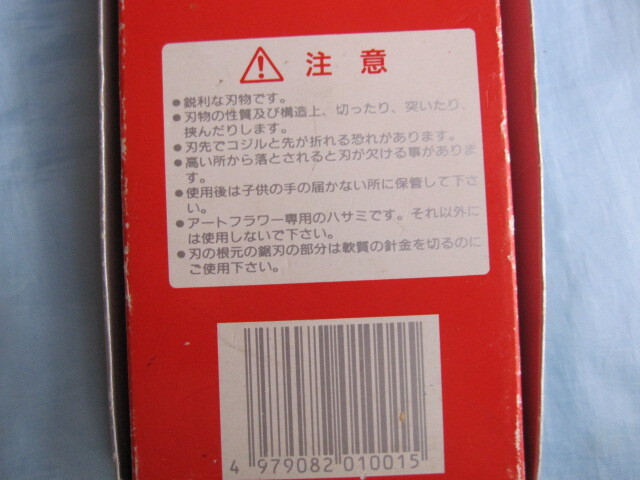 注意
●鋭利な刃物です。
●刃物の性質及び構造上、切ったり、突いたり、
挟んだりします。
●刃先でコジルと先が折れる恐れがあります。
●高い所から落とされると刃が欠ける事がありま
す。
●使用後は子供の手の届かない所に保管して下さ
い。
●アートフラワー専用のハサミです。それ以外に
は使用しないで下さい。
●刃の根元の鋸刃の部分は軟質の針金を切るのに
ご使用下さい。
4 979082 010015